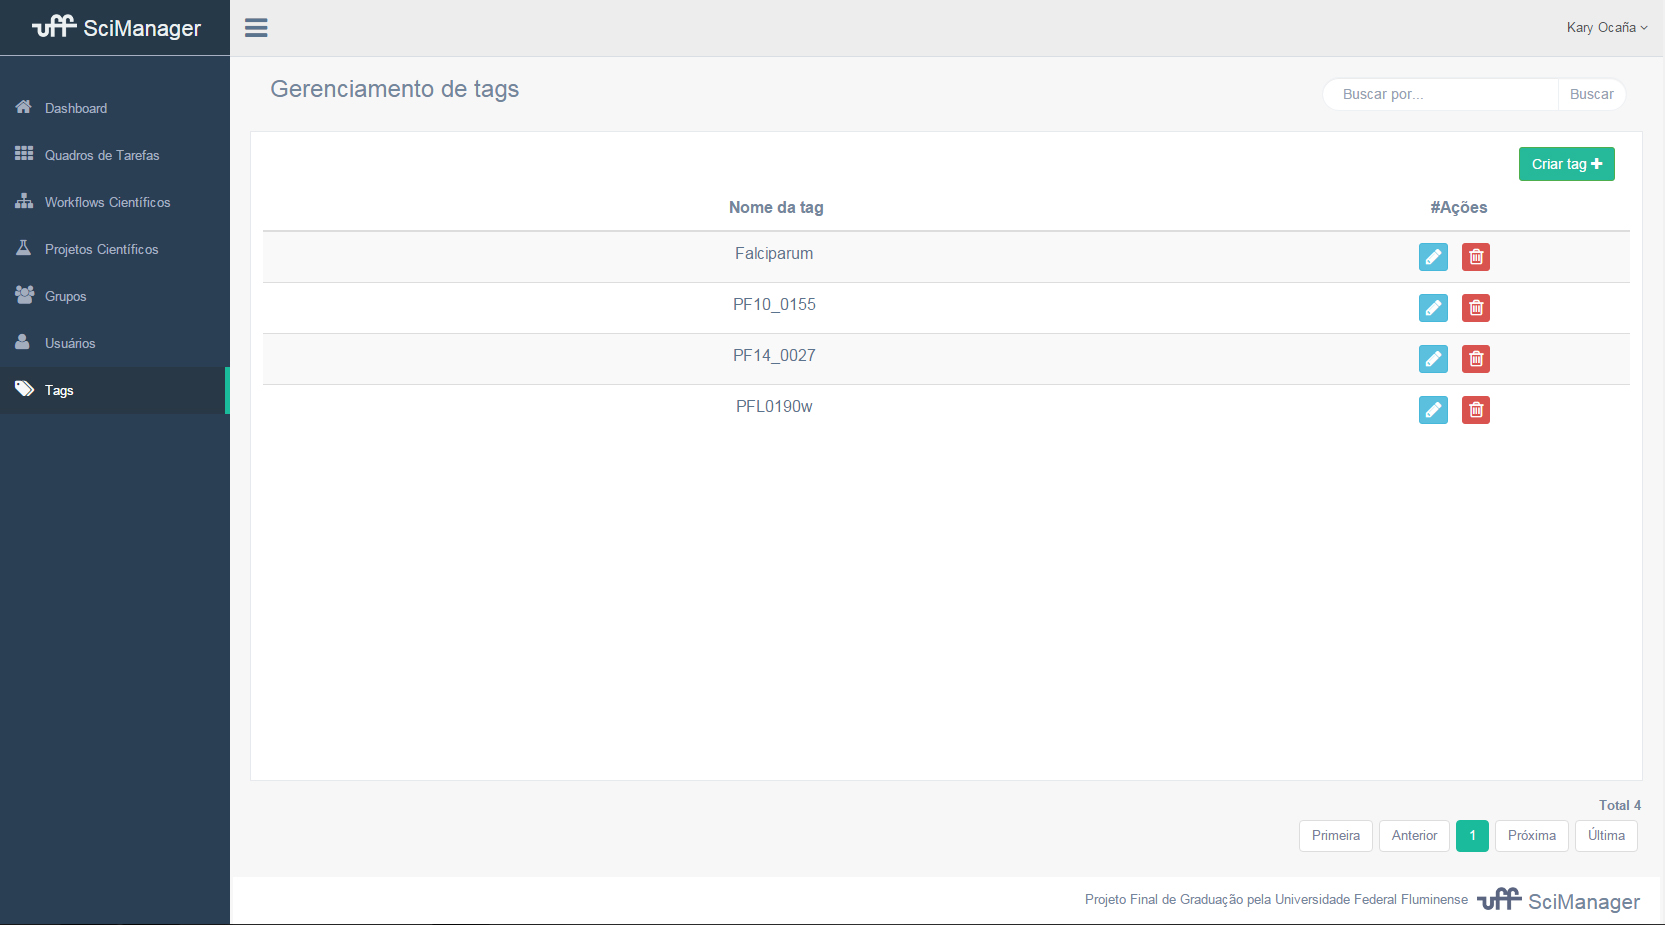 uff SciManager
Kary Ocaña
Dashboard
Quadros de Tarefas
Workflows Científicos
Projetos Científicos
Grupos
Usuários
Tags
Gerenciamento de tags
Buscar por... Buscar
Criar tag
Nome da tag #Ações
Falciparum
PF10_0155
PF14_0027
PFL0190w
Total 4
Primeira Anterior 1 Próxima Última
Projeto Final de Graduação pela Universidade Federal Fluminense uff SciManager